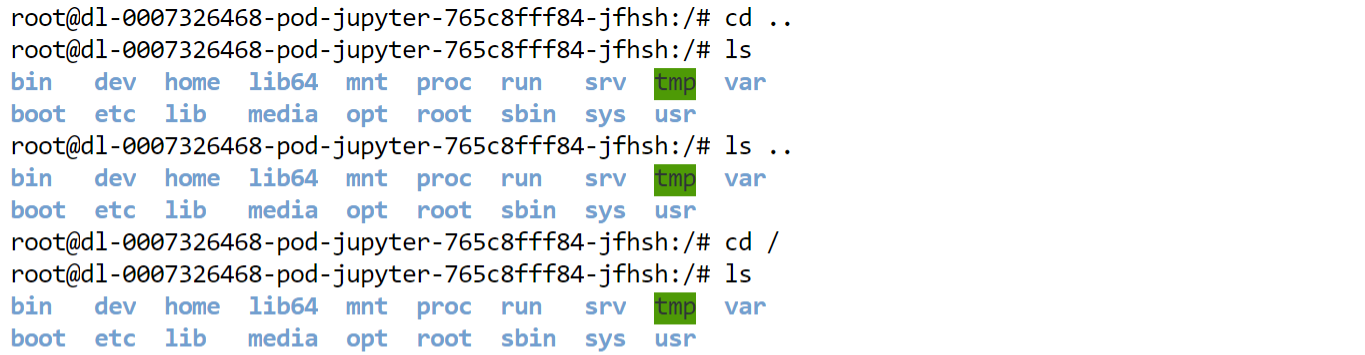 root@dl-0007326468-pod-jupyter-765c8fff84-jfhsh:/# cd ..
root@dl-0007326468-pod-jupyter-765c8fff84-jfhsh:/# ls
bin   dev  home  lib64  mnt  proc  run   srv  tmp  var
boot  etc  lib   media  opt  root  sbin  sys  usr
root@dl-0007326468-pod-jupyter-765c8fff84-jfhsh:/# ls ..
bin   dev  home  lib64  mnt  proc  run   srv  tmp  var
boot  etc  lib   media  opt  root  sbin  sys  usr
root@dl-0007326468-pod-jupyter-765c8fff84-jfhsh:/# cd /
root@dl-0007326468-pod-jupyter-765c8fff84-jfhsh:/# ls
bin   dev  home  lib64  mnt  proc  run   srv  tmp  var
boot  etc  lib   media  opt  root  sbin  sys  usr